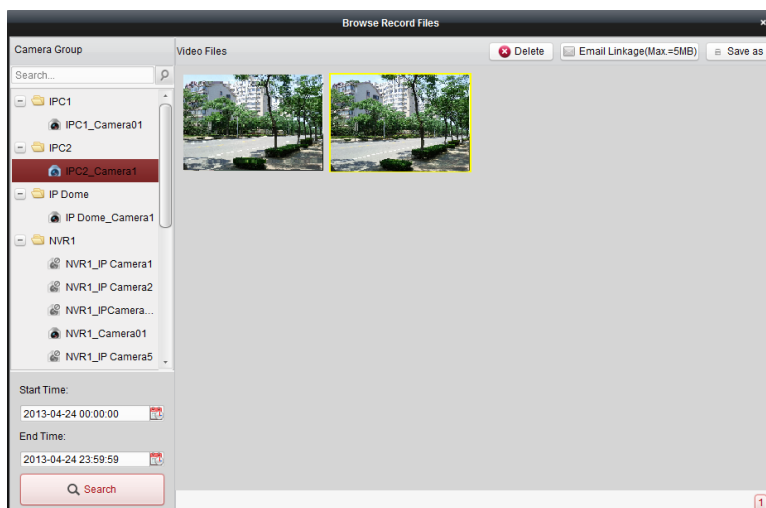 Browse Record Files ×
Camera Group
Video Files
Delete
Email Linkage(Max.=5MB)
Save as
Search...
IPC1
IPC1_Camera01
IPC2
IPC2_Camera1
IP Dome
IP Dome_Camera1
NVR1
NVR1_IP Camera1
NVR1_IP Camera2
NVR1_IPCamera...
NVR1_Camera01
NVR1_IP Camera5
Start Time:
2013-04-24 00:00:00
End Time:
2013-04-24 23:59:59
Search
1